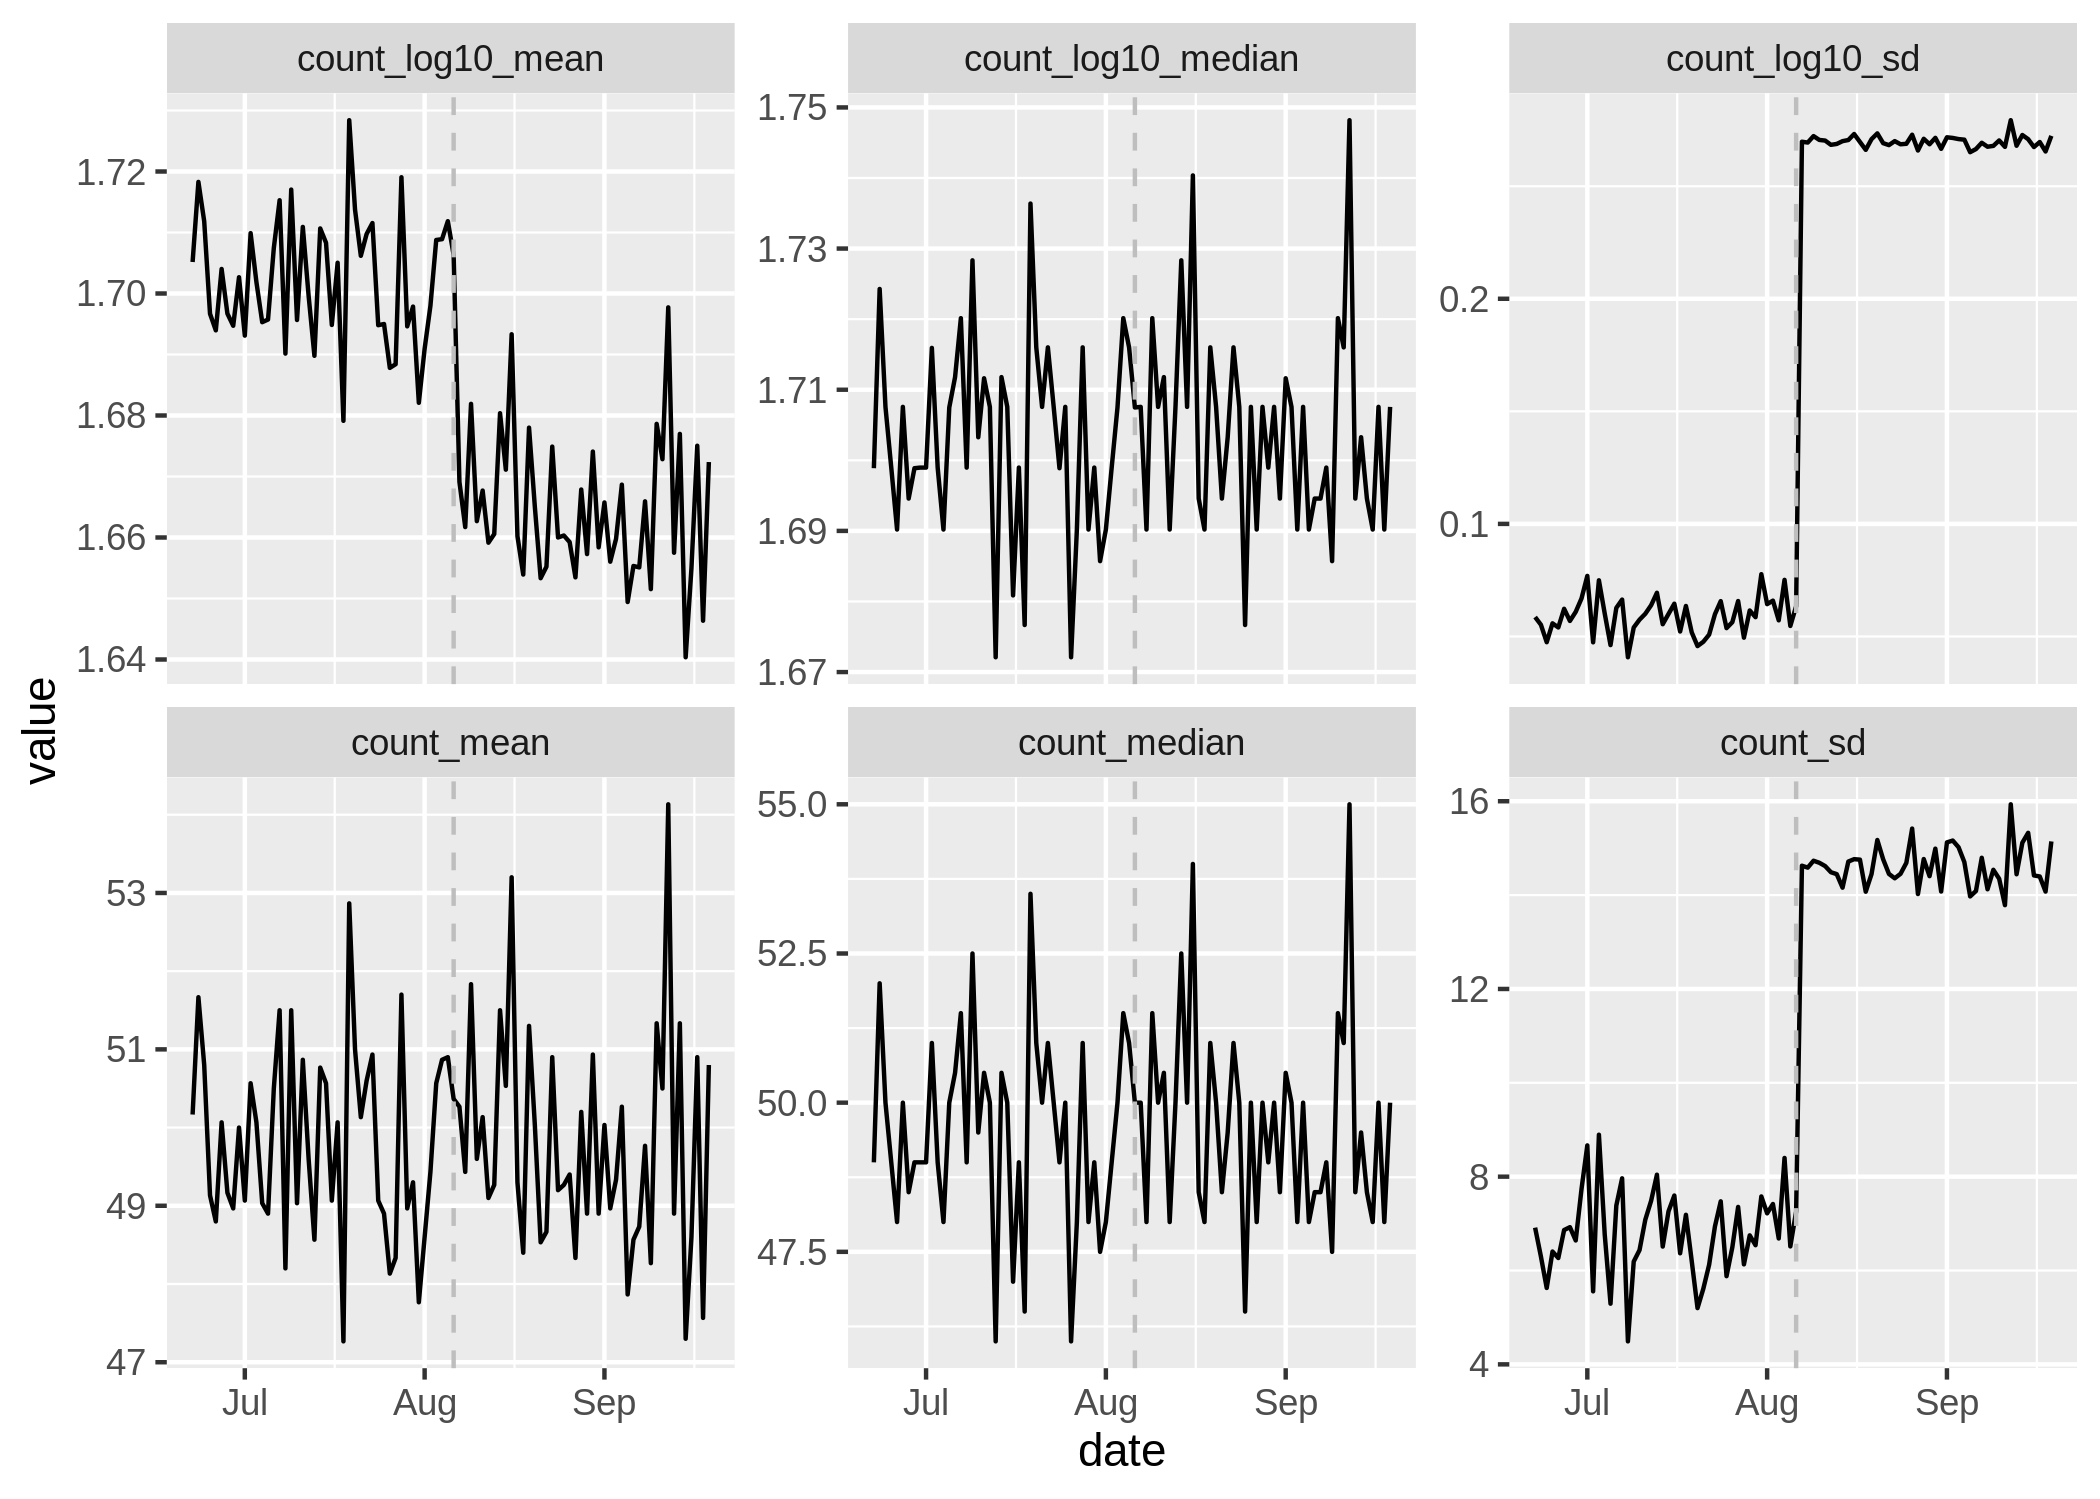 count_log10_mean
count_log10_median
count_log10_sd
1.72
1.70
1.68
1.66
1.64
1.75
1.73
1.71
1.69
1.67
0.2
0.1
value
count_mean
count_median
count_sd
53
51
49
47
55.0
52.5
50.0
47.5
16
12
8
4
Jul Aug Sep
Jul Aug Sep
Jul Aug Sep
date